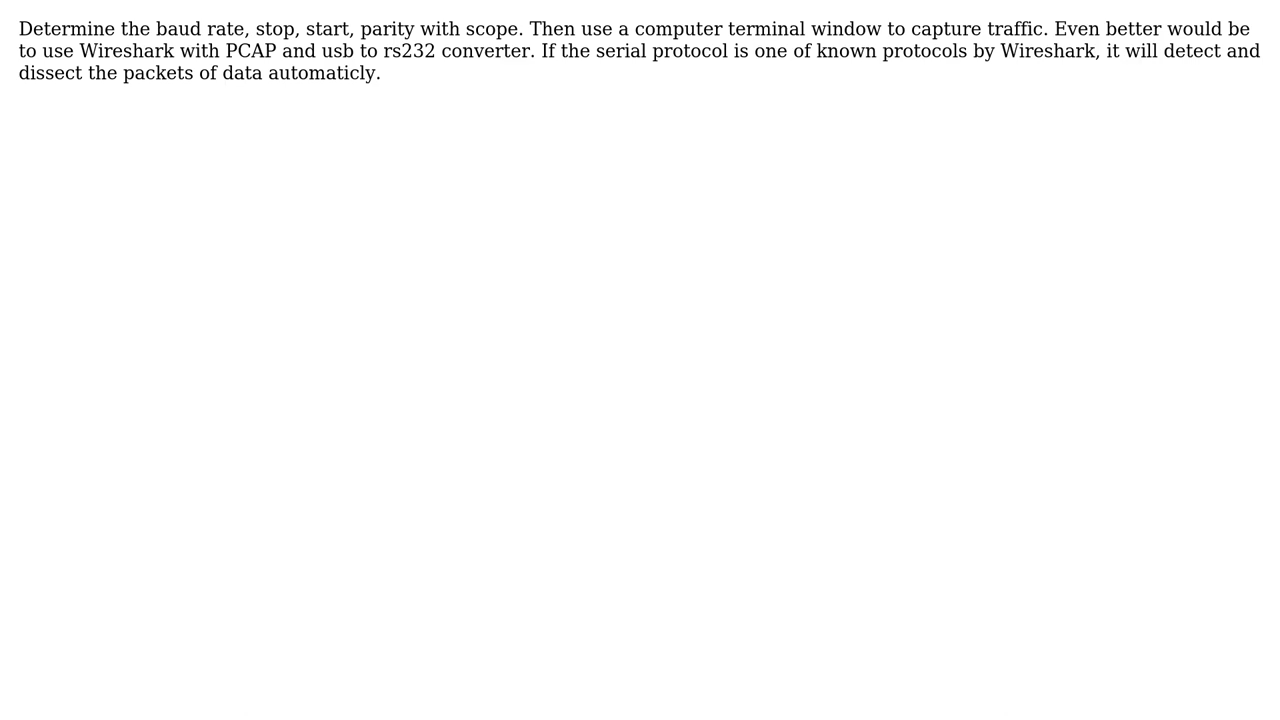 Determine the baud rate, stop, start, parity with scope. Then use a computer terminal window to capture traffic. Even better would be
to use Wireshark with PCAP and usb to rs232 converter. If the serial protocol is one of known protocols by Wireshark, it will detect and
dissect the packets of data automaticly.